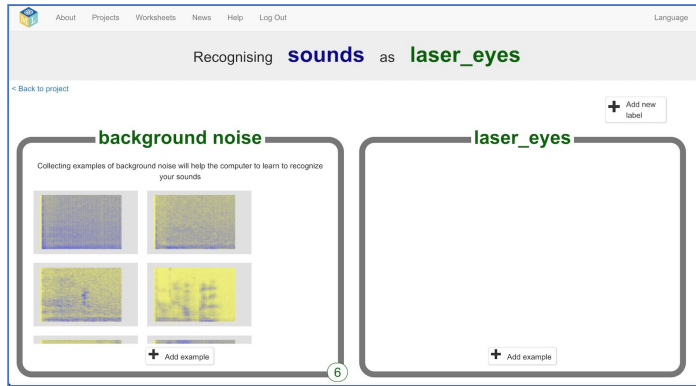 About Projects Worksheets News Help Log Out Language
Recognising sounds as laser_eyes
< Back to project
Add new
label
background noise
Collecting examples of background noise will help the computer to learn to recognize
your sounds
Add example
6
laser_eyes
Add example